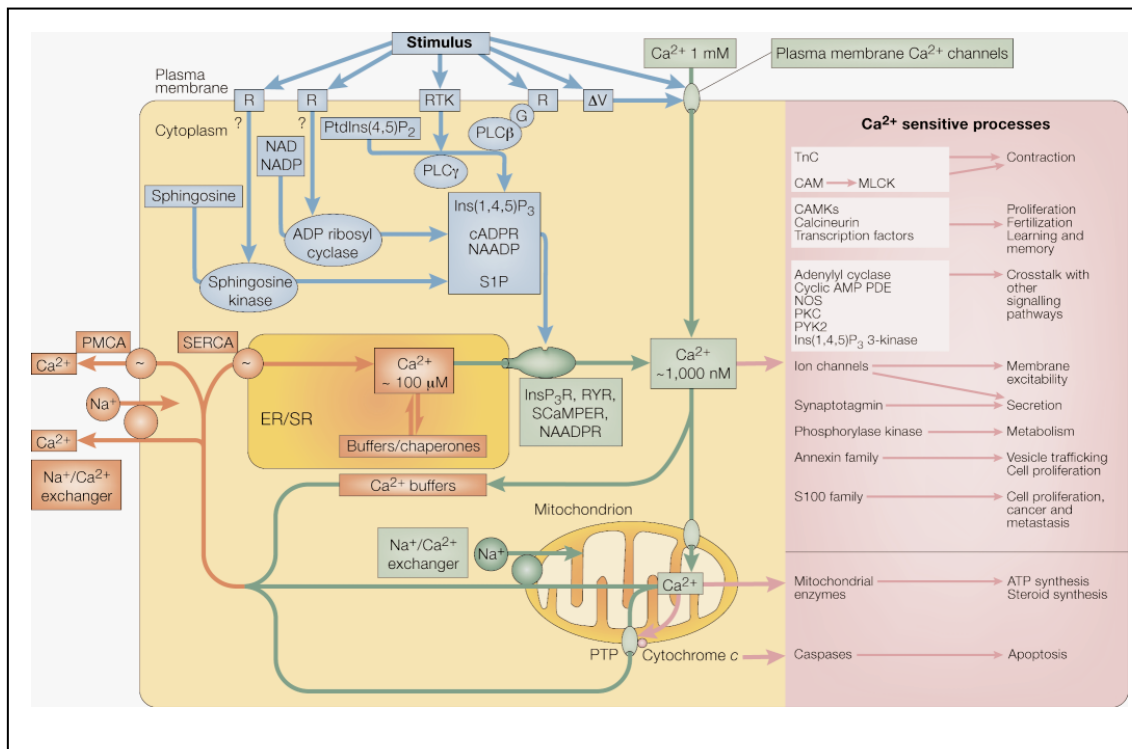 Stimulus
Ca²⁺ 1 mM
Plasma membrane Ca²⁺ channels
Plasma
membrane
R
R
RTK
R
ΔV
?
?
G
Cytoplasm
PtdIns(4,5)P₂
PLCβ
NAD
NADP
PLCγ
Sphingosine
Ins(1,4,5)P₃
cADPR
NAADP
S1P
ADP ribosyl
cyclase
Sphingosine
kinase
PMCA
SERCA
Ca²⁺
~
~
Ca²⁺
~ 100 μM
Ca²⁺
~1,000 nM
Na⁺
ER/SR
InsP₃R, RYR,
SCaMPER,
NAADPR
Ca²⁺
Buffers/chaperones
Na⁺/Ca²⁺
exchanger
Ca²⁺ buffers
Mitochondrion
Na⁺/Ca²⁺
exchanger
Na⁺
Ca²⁺
PTP
Cytochrome c
Ca²⁺ sensitive processes
TnC
Contraction
CAM
MLCK
CAMKs
Calcineurin
Transcription factors
Proliferation
Fertilization
Learning and
memory
Adenylyl cyclase
Cyclic AMP PDE
NOS
PKC
PYK2
Ins(1,4,5)P₃ 3-kinase
Crosstalk with
other
signalling
pathways
Ion channels
Membrane
excitability
Synaptotagmin
Secretion
Phosphorylase kinase
Metabolism
Annexin family
Vesicle trafficking
Cell proliferation
S100 family
Cell proliferation,
cancer and
metastasis
Mitochondrial
enzymes
ATP synthesis
Steroid synthesis
Caspases
Apoptosis